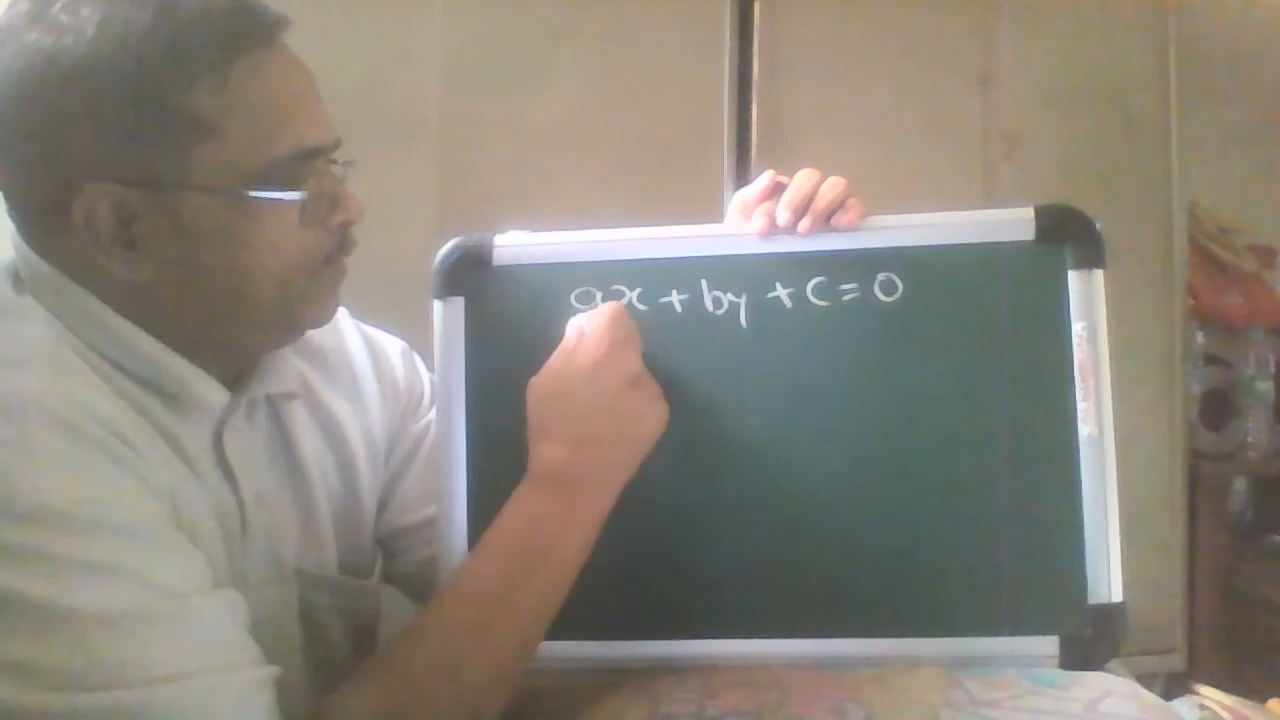 ax + by + c = 0